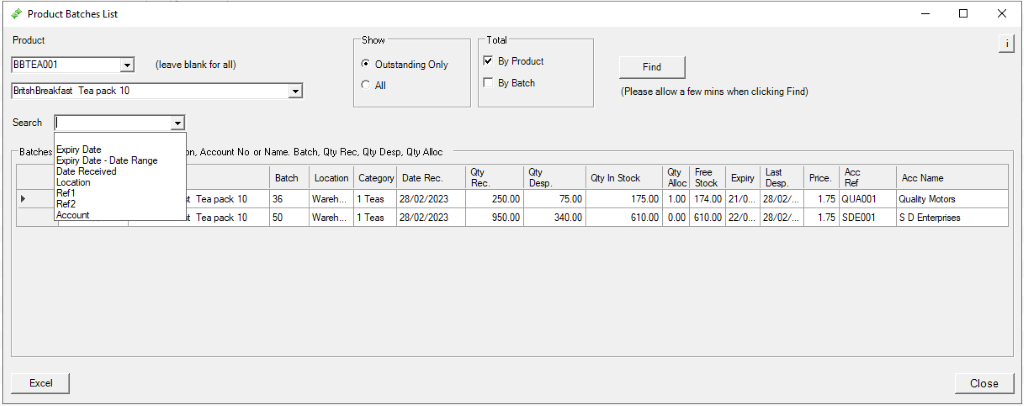 Product Batches List
Product
BBTEA001
(leave blank for all)
BritshBreakfast Tea pack 10
Show
Outstanding Only
All
Total
By Product
By Batch
Find
(Please allow a few mins when clicking Find)
i
Search
Expiry Date
Expiry Date - Date Range
Date Received
Location
Ref1
Ref2
Account
Batches on, Account No or Name. Batch, Qty Rec, Qty Desp, Qty Alloc
Batch Location Category Date Rec. Qty Rec. Qty Desp. Qty In Stock Qty Alloc Free Stock Expiry Last Desp. Price. Acc Ref Acc Name
t Tea pack 10 36 Wareh... 1 Teas 28/02/2023 250.00 75.00 175.00 1.00 174.00 21/0... 28/02/... 1.75 QUA001 Quality Motors
t Tea pack 10 50 Wareh... 1 Teas 28/02/2023 950.00 340.00 610.00 0.00 610.00 22/0... 28/02/... 1.75 SDE001 S D Enterprises
Excel
Close